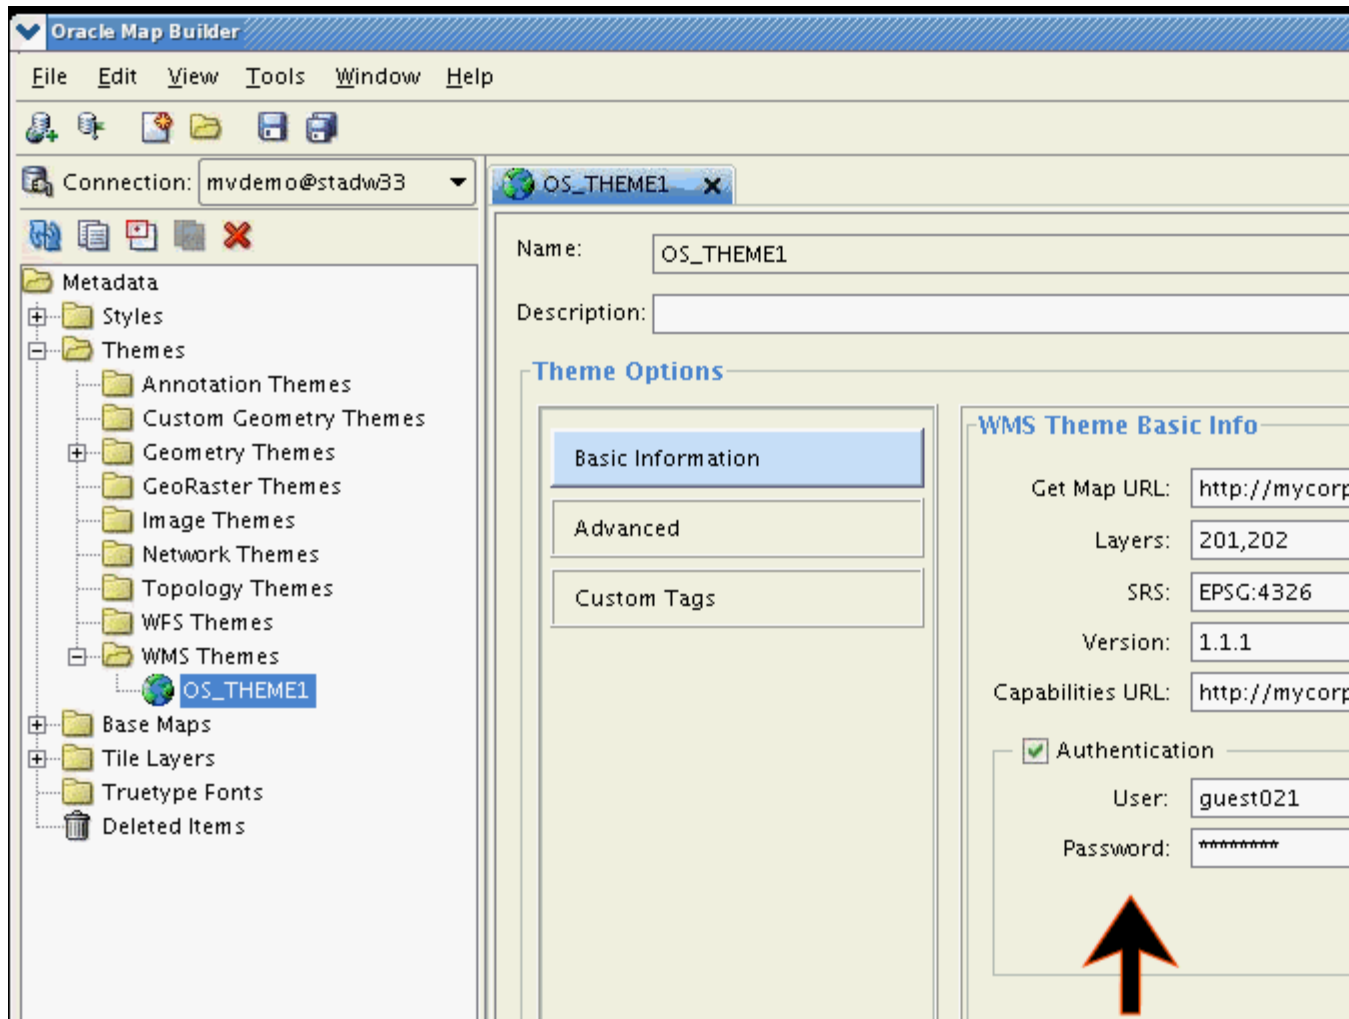 Oracle Map Builder
File Edit View Tools Window Help
Connection: mvdemo@stadw33
OS_THEME1
Metadata
Styles
Themes
Annotation Themes
Custom Geometry Themes
Geometry Themes
GeoRaster Themes
Image Themes
Network Themes
Topology Themes
WFS Themes
WMS Themes
OS_THEME1
Base Maps
Tile Layers
Truetype Fonts
Deleted Items
Name: OS_THEME1
Description:
Theme Options
Basic Information
Advanced
Custom Tags
WMS Theme Basic Info
Get Map URL: http://mycorp
Layers: 201,202
SRS: EPSG:4326
Version: 1.1.1
Capabilities URL: http://mycorp
Authentication
User: guest021
Password: ********